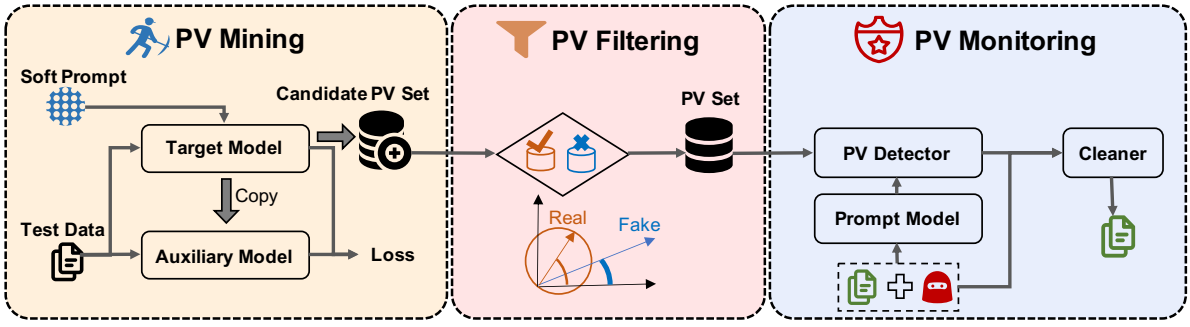 PV Mining
Soft Prompt
Candidate PV Set
Target Model
Copy
Test Data
Auxiliary Model
Loss
PV Filtering
PV Set
Real
Fake
PV Monitoring
PV Detector
Cleaner
Prompt Model